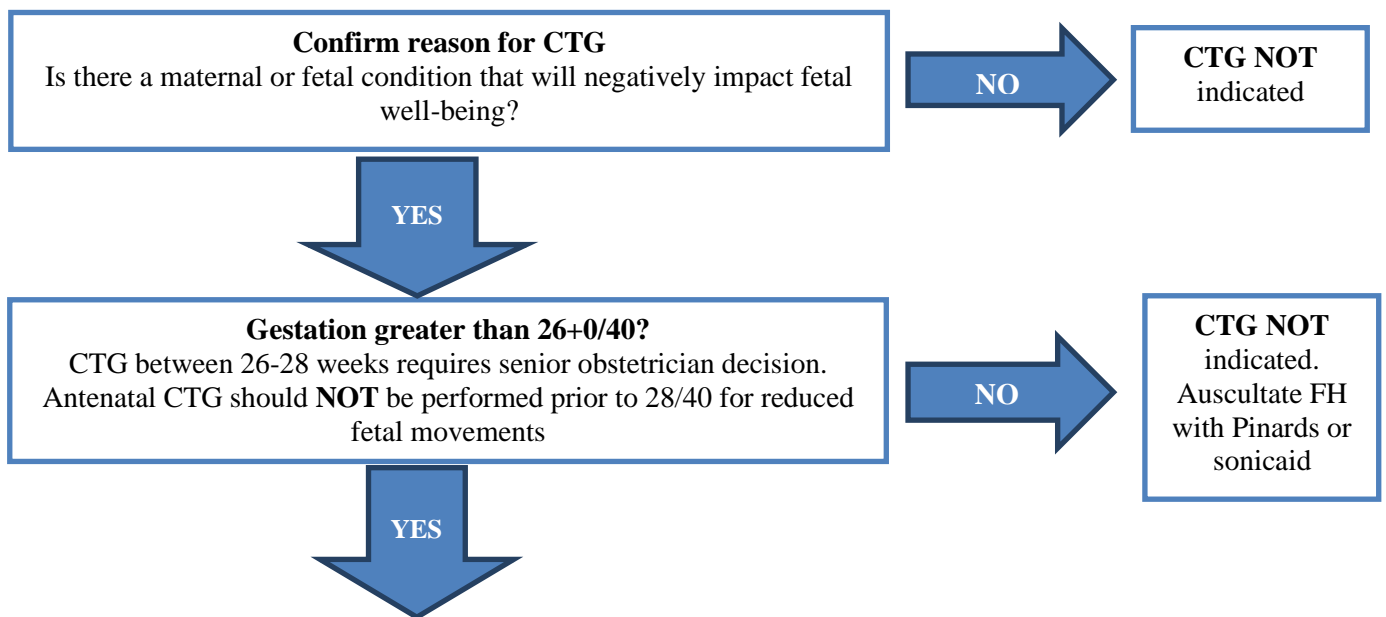 Confirm reason for CTG
Is there a maternal or fetal condition that will negatively impact fetal
well-being?
NO
CTG NOT
indicated
YES
Gestation greater than 26+0/40?
CTG between 26-28 weeks requires senior obstetrician decision.
Antenatal CTG should NOT be performed prior to 28/40 for reduced
fetal movements
NO
CTG NOT
indicated.
Auscultate FH
with Pinards or
sonicaid
YES